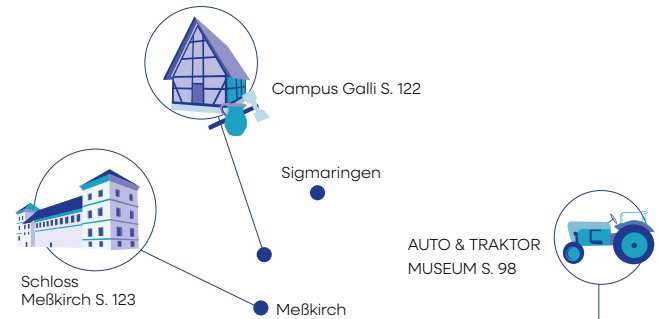 Campus Galli S. 122
Sigmaringen
AUTO & TRAKTOR
MUSEUM S. 98
Schloss
Meßkirch S. 123
Meßkirch